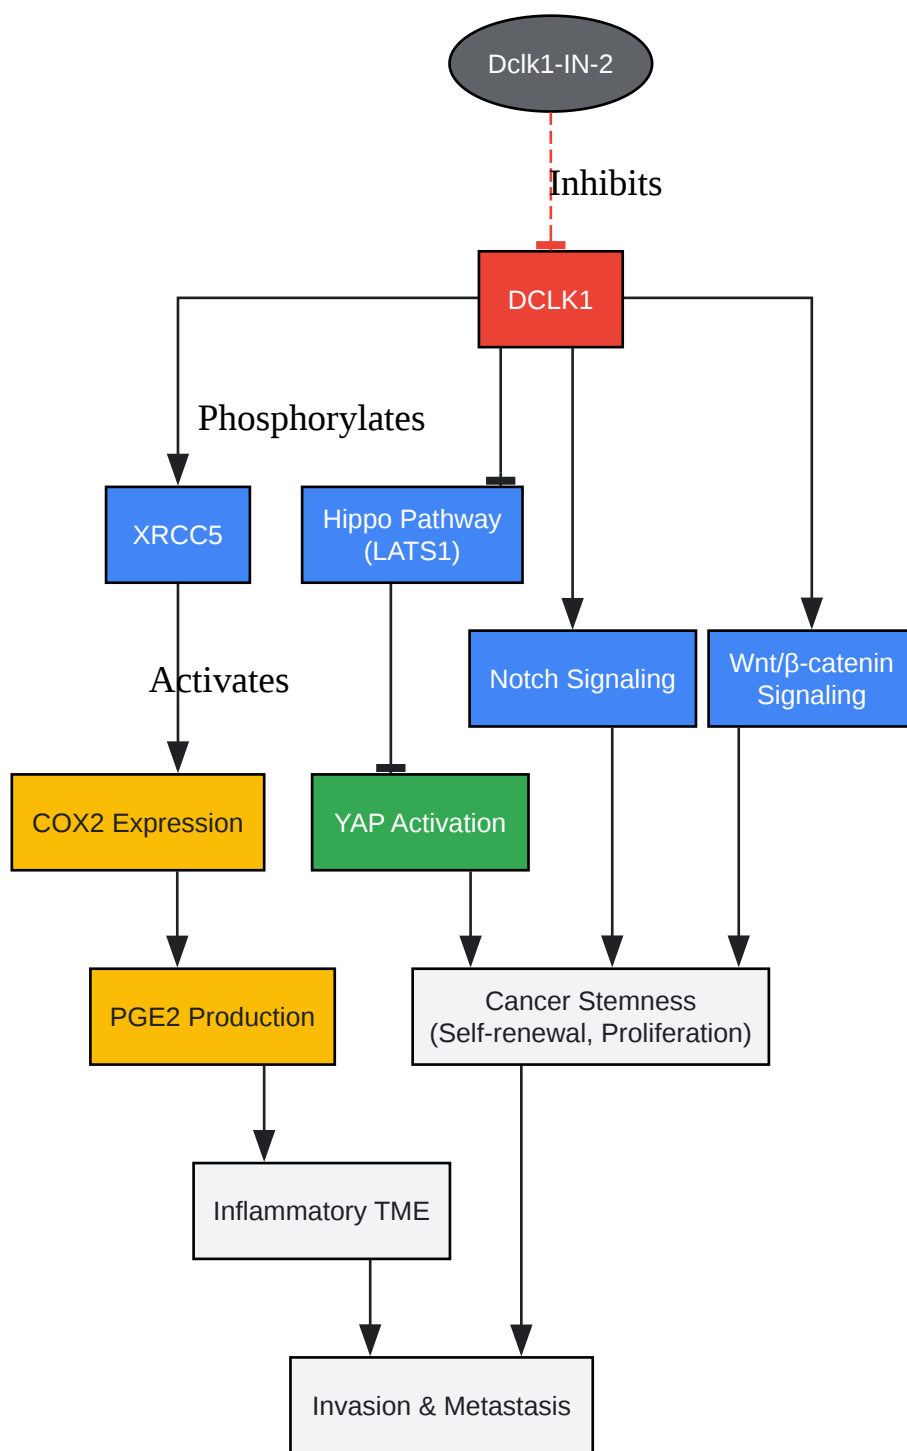 Dclk1-IN-2
Inhibits
DCLK1
Phosphorylates
XRCC5
Hippo Pathway
(LATS1)
Activates
Notch Signaling
Wnt/β-catenin
Signaling
COX2 Expression
YAP Activation
PGE2 Production
Cancer Stemness
(Self-renewal, Proliferation)
Inflammatory TME
Invasion & Metastasis